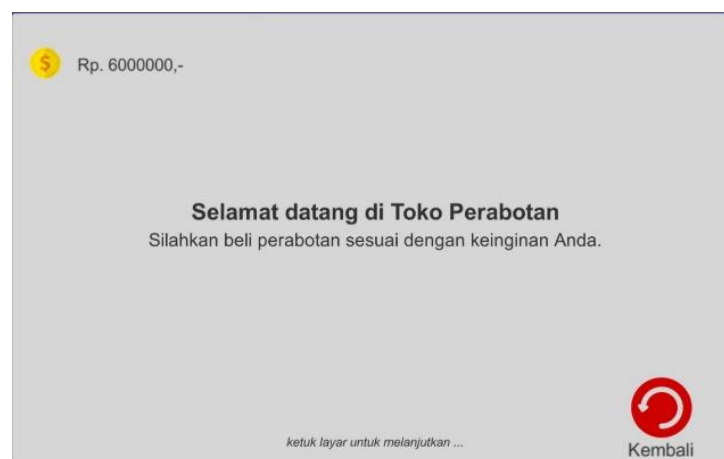 $ Rp. 6000000,-
Selamat datang di Toko Perabotan
Silahkan beli perabotan sesuai dengan keinginan Anda.
ketuk layar untuk melanjutkan ...
Kembali